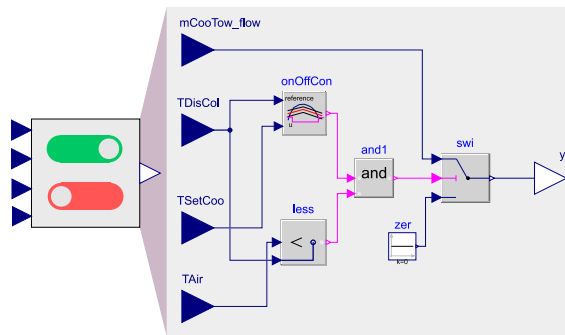 mCooTow_flow
onOffCon
reference
u
TDisCol
and1
and
swi
y
TSetCoo
less
<
zer
k=0
TAir